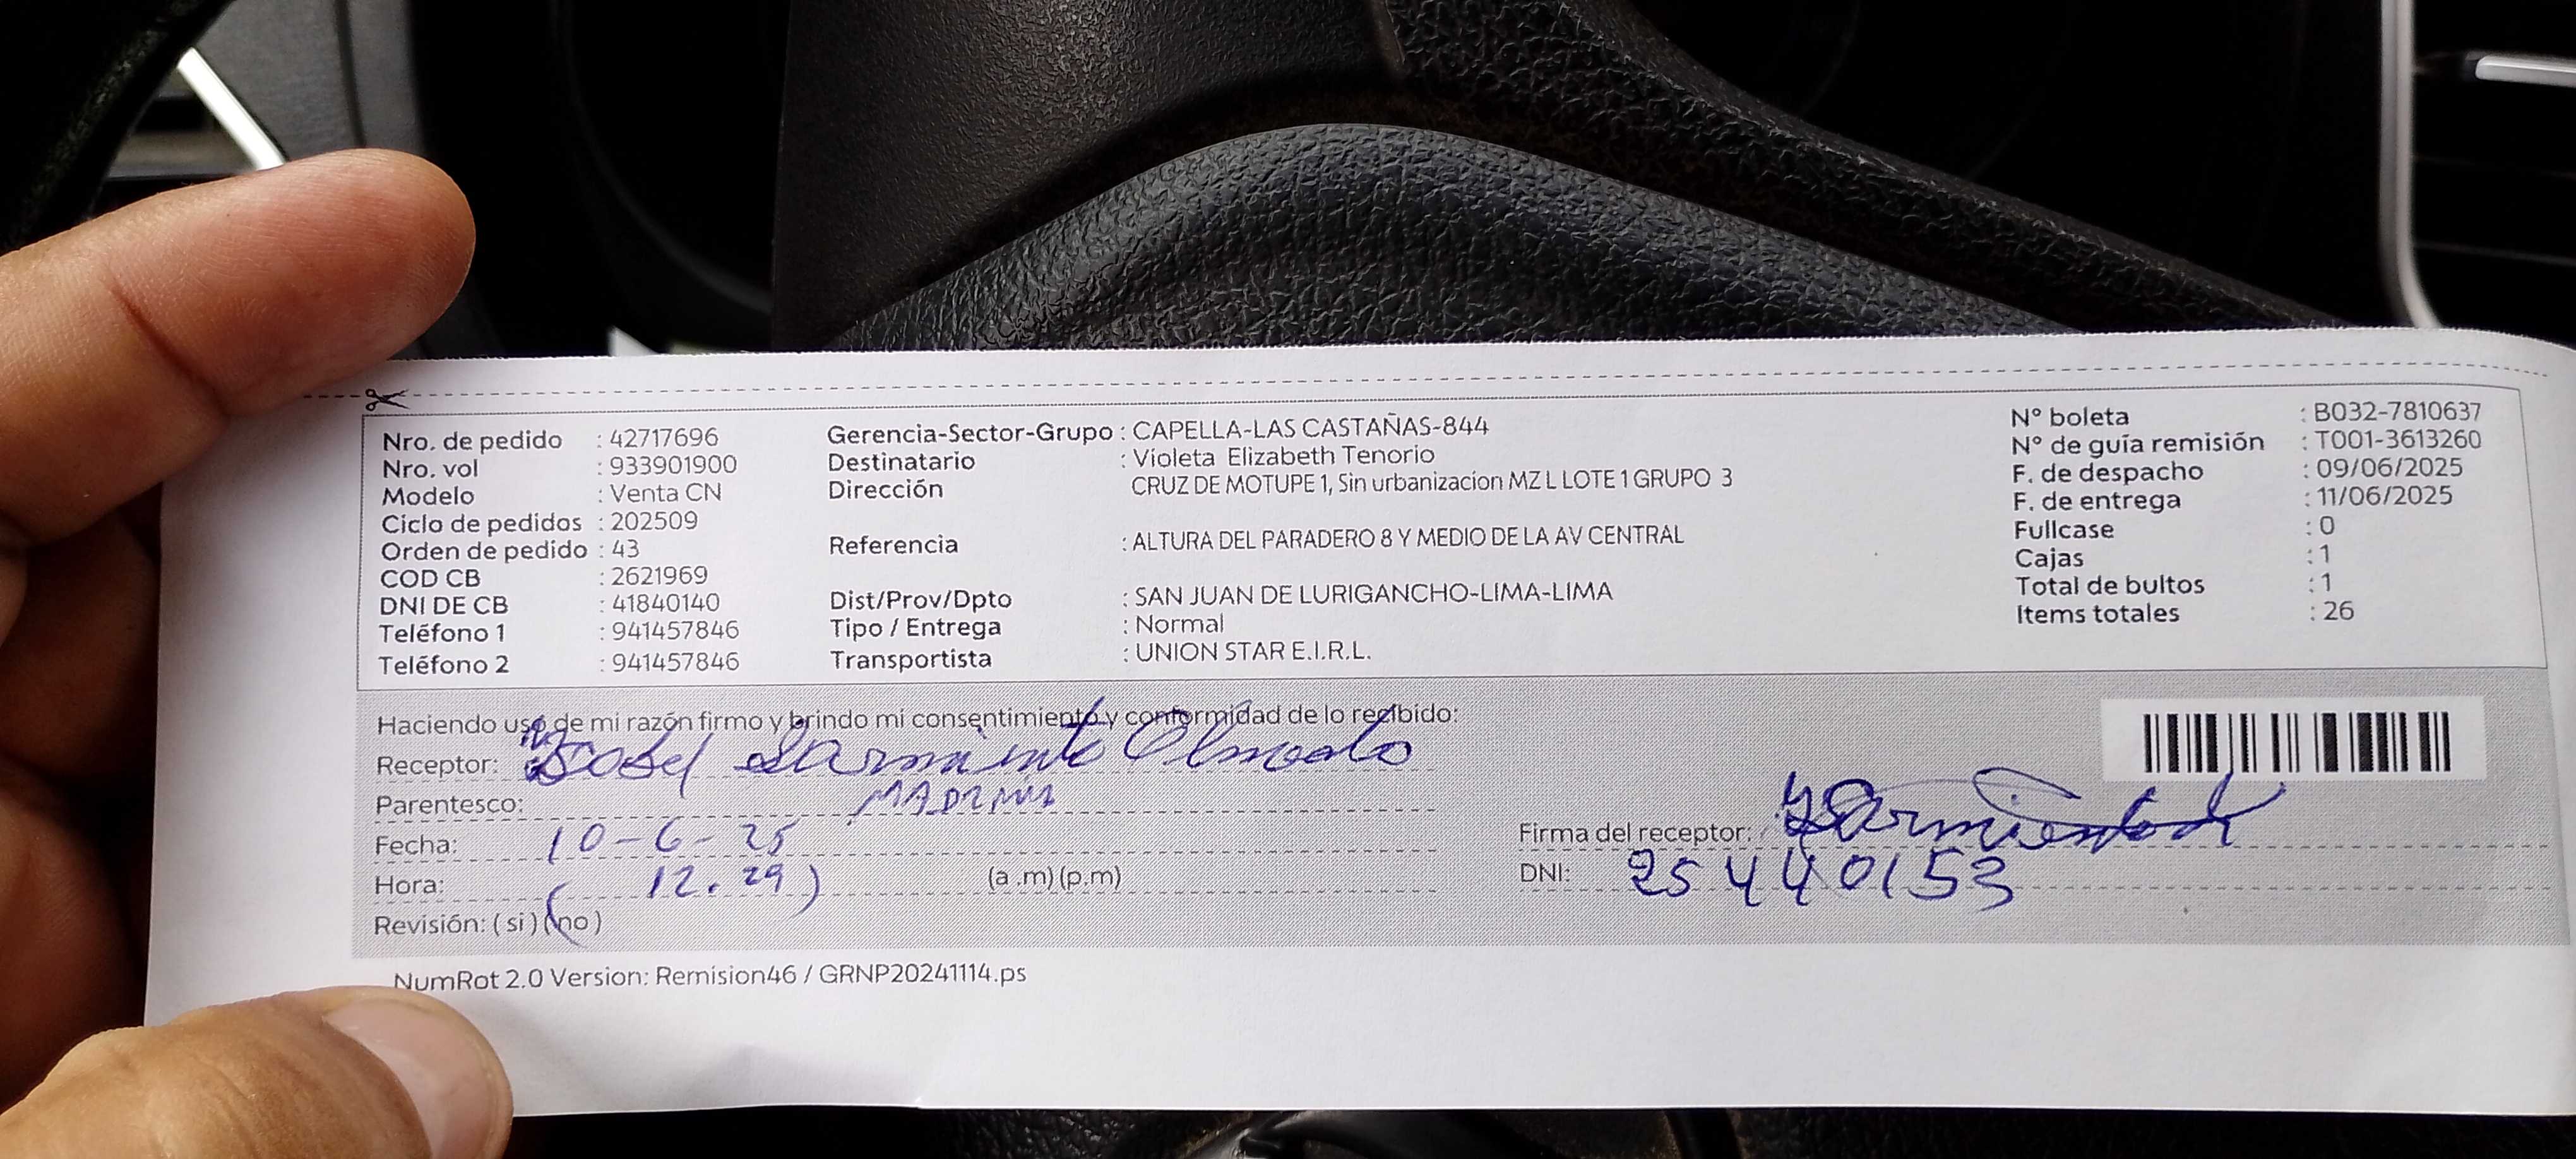 Nro. de pedido : 42717696
Nro. vol : 933901900
Modelo : Venta CN
Ciclo de pedidos : 202509
Orden de pedido : 43
COD CB : 2621969
DNI DE CB : 41840140
Teléfono 1 : 941457846
Teléfono 2 : 941457846
Gerencia-Sector-Grupo : CAPELLA-LAS CASTAÑAS-844
Destinatario : Violeta Elizabeth Tenorio
Dirección CRUZ DE MOTUPE 1, Sin urbanizacion MZ L LOTE 1 GRUPO 3
Referencia : ALTURA DEL PARADERO 8 Y MEDIO DE LA AV CENTRAL
Dist/Prov/Dpto : SAN JUAN DE LURIGANCHO-LIMA-LIMA
Tipo / Entrega : Normal
Transportista : UNION STAR E.I.R.L.
N° boleta : B032-7810637
N° de guía remisión : T001-3613260
F. de despacho : 09/06/2025
F. de entrega : 11/06/2025
Fullcase : 0
Cajas : 1
Total de bultos : 1
Items totales : 26
Haciendo uso de mi razón firmo y brindo mi consentimiento y conformidad de lo recibido:
Receptor: Isabel Sarmiento Olmedo
Parentesco:
Fecha: 10-6-25
Hora: 12.29 (a .m) (p.m)
Revisión: ( si ) ( no )
Firma del receptor: Sarmiento
DNI: 25440153
NumRot 2.0 Version: Remision46 / GRNP20241114.ps